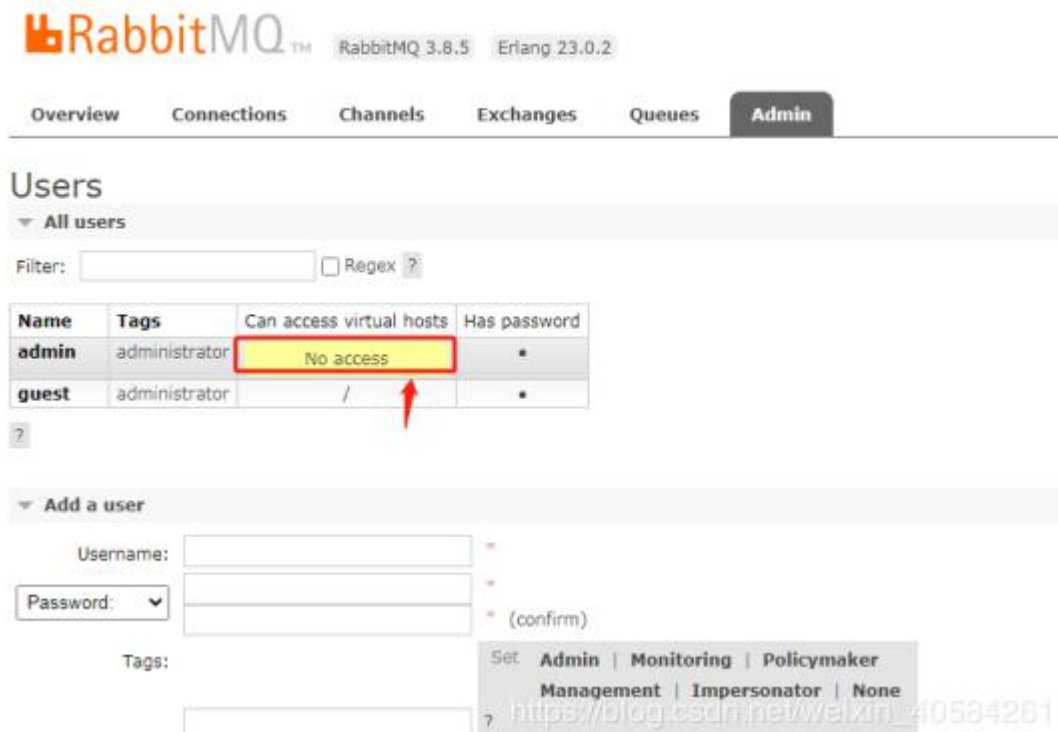 RabbitMQ TM RabbitMQ 3.8.5 Erlang 23.0.2
Overview Connections Channels Exchanges Queues Admin
Users
All users
Filter: Regex ?
Name Tags Can access virtual hosts Has password
admin administrator No access •
guest administrator / •
?
Add a user
Username: *
Password: *
* (confirm)
Tags: Set Admin | Monitoring | Policymaker
Management | Impersonator | None
?
https://blog.csdn.net/weixin_40584261